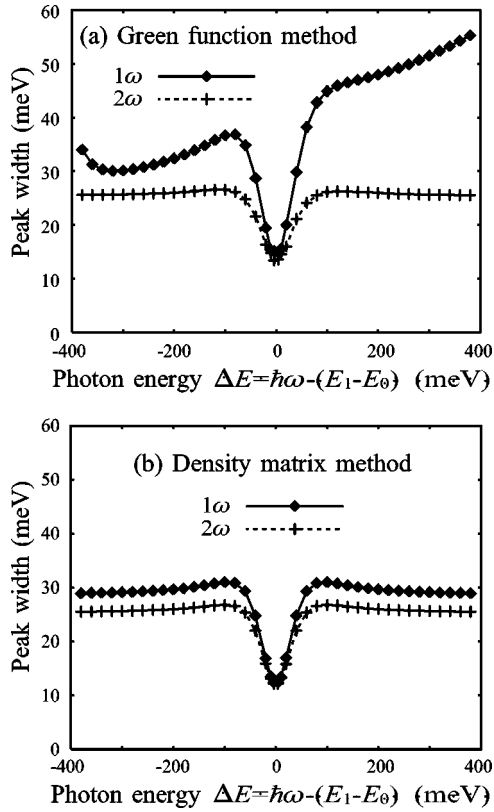 (a) Green function method
1ω
2ω
Peak width (meV)
60
50
40
30
20
10
0
-400 -200 0 200 400
Photon energy ΔE=ħω-(E₁-E₀) (meV)
(b) Density matrix method
1ω
2ω
Peak width (meV)
60
50
40
30
20
10
0
-400 -200 0 200 400
Photon energy ΔE=ħω-(E₁-E₀) (meV)